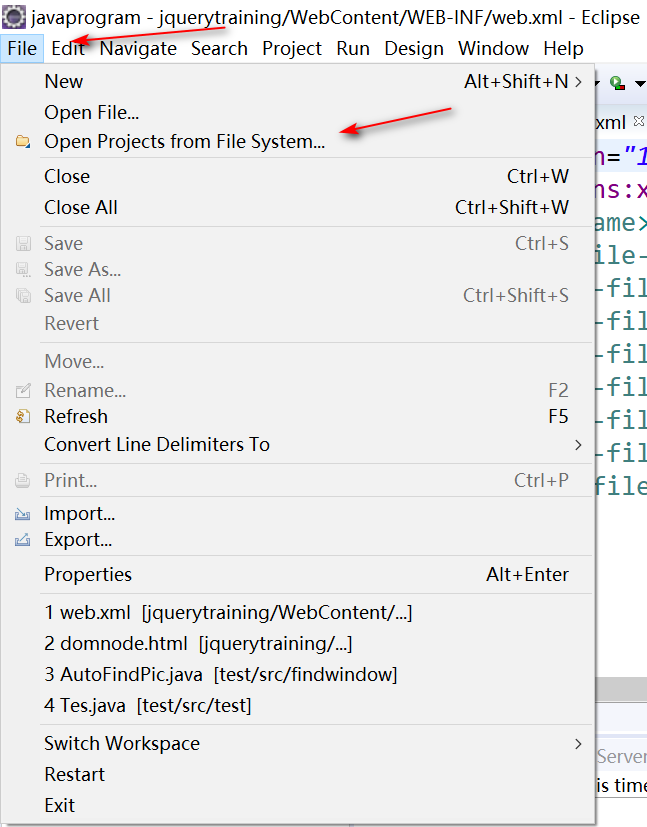 javaprogram - jquerytraining/WebContent/WEB-INF/web.xml - Eclipse
File Edit Navigate Search Project Run Design Window Help
New Alt+Shift+N
Open File...
Open Projects from File System...
Close Ctrl+W
Close All Ctrl+Shift+W
Save Ctrl+S
Save As...
Save All Ctrl+Shift+S
Revert
Move...
Rename... F2
Refresh F5
Convert Line Delimiters To
Print... Ctrl+P
Import...
Export...
Properties Alt+Enter
1 web.xml [jquerytraining/WebContent/...]
2 domnode.html [jquerytraining/...]
3 AutoFindPic.java [test/src/findwindow]
4 Tes.java [test/src/test]
Switch Workspace
Restart
Exit
xml
n="1
ns:x
ame>
ile-
-fil
-fil
-fil
-fil
-fil
-fil
file
Server
is time